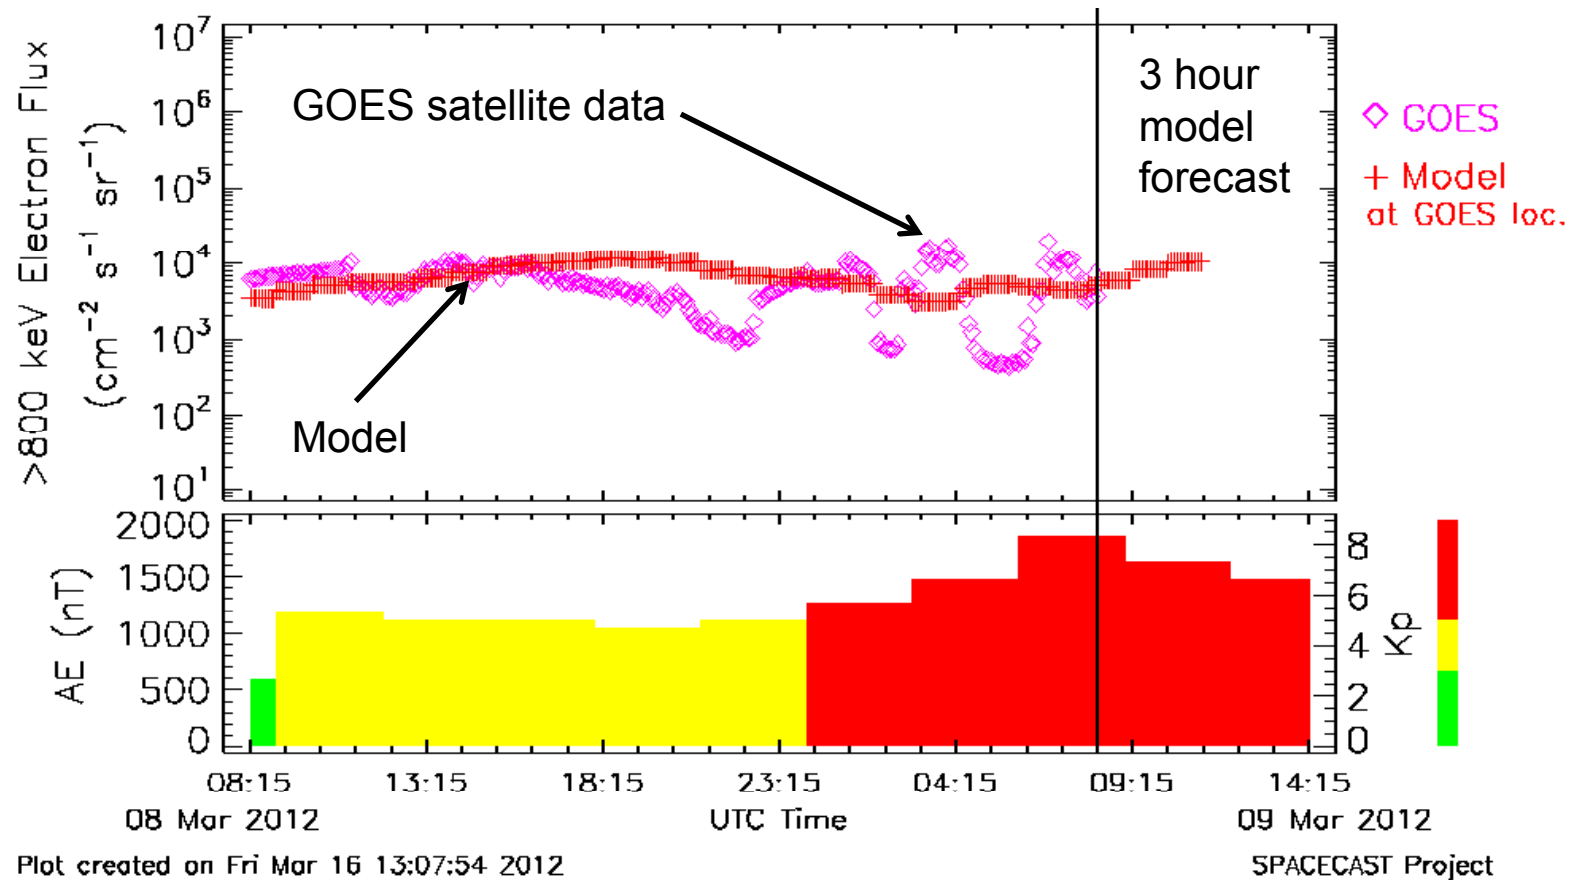 >800 keV Electron Flux
(cm⁻² s⁻¹ sr⁻¹)
10⁷
10⁶
10⁵
10⁴
10³
10²
10¹
GOES satellite data
Model
3 hour
model
forecast
GOES
Model
at GOES loc.
AE (nT)
2000
1500
1000
500
0
8
6
4
2
0
Kp
08:15 13:15 18:15 23:15 04:15 09:15 14:15
08 Mar 2012 UTC Time 09 Mar 2012
Plot created on Fri Mar 16 13:07:54 2012 SPACECAST Project